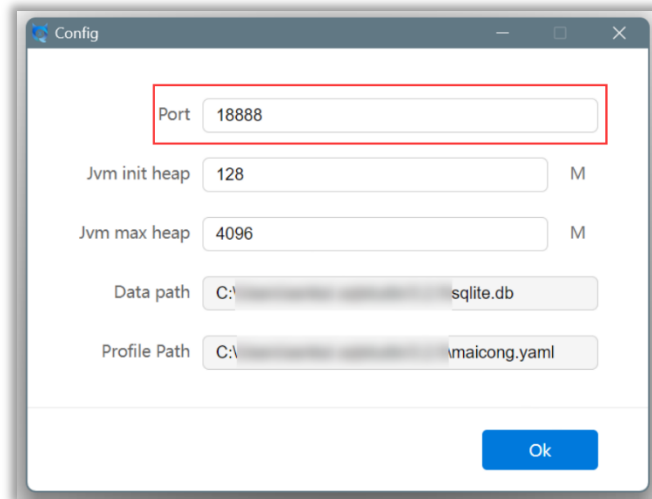 Config
Port 18888
Jvm init heap 128 M
Jvm max heap 4096 M
Data path C:\ sqlite.db
Profile Path C:\ \maicong.yaml
Ok